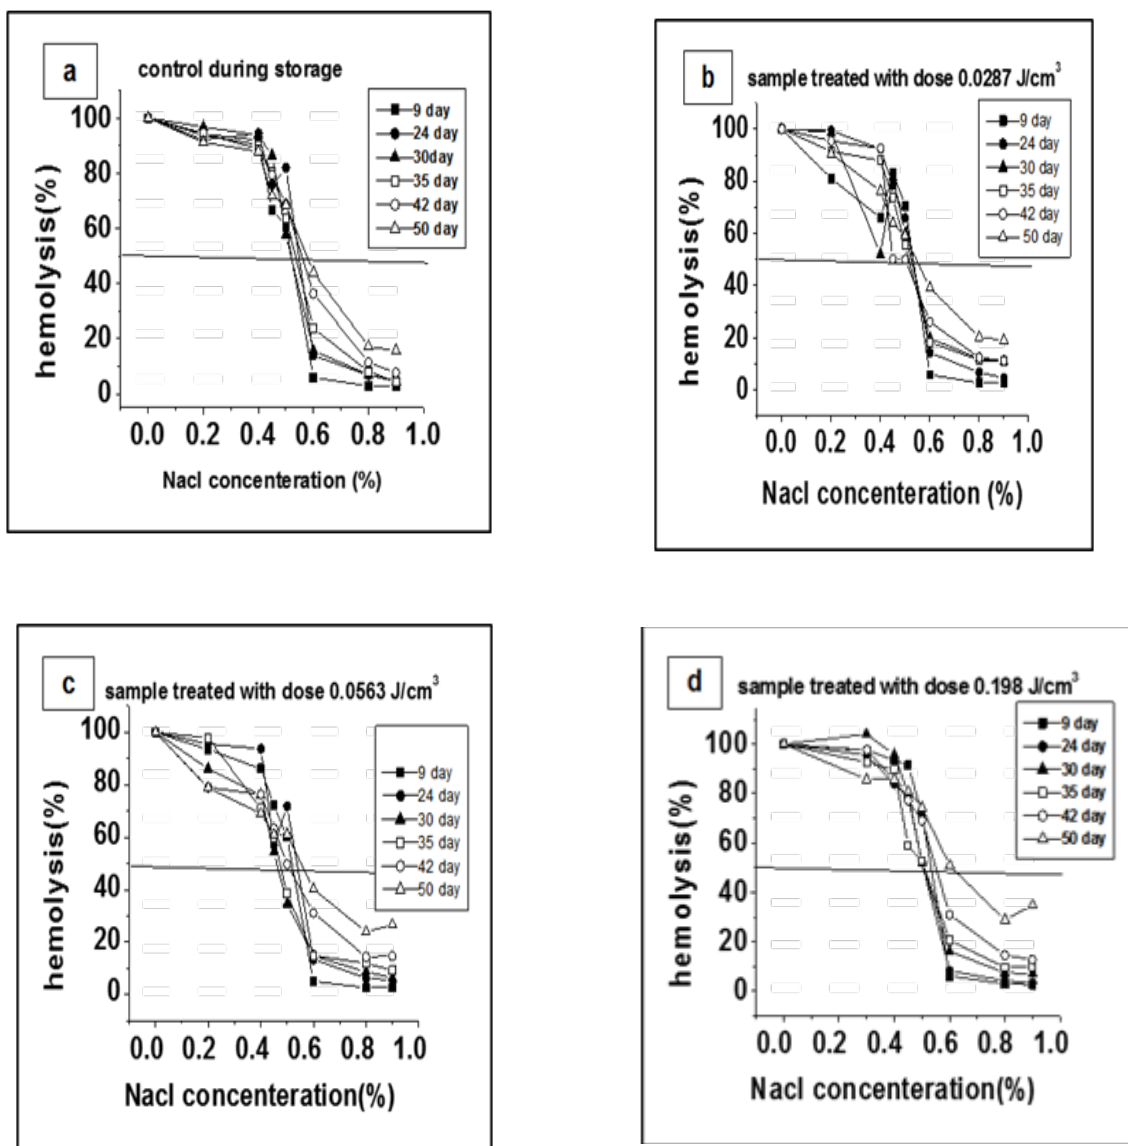 a
control during storage
100
80
60
40
20
0
hemolysis(%)
0.0 0.2 0.4 0.6 0.8 1.0
Nacl concenteration (%)
9 day
24 day
30day
35 day
42 day
50 day
b
sample treated with dose 0.0287 J/cm³
100
80
60
40
20
0
hemolysis(%)
0.0 0.2 0.4 0.6 0.8 1.0
Nacl concenteration (%)
9 day
24 day
30 day
35 day
42 day
50 day
c
sample treated with dose 0.0563 J/cm³
100
80
60
40
20
0
hemolysis(%)
0.0 0.2 0.4 0.6 0.8 1.0
Nacl concenteration(%)
9 day
24 day
30 day
35 day
42 day
50 day
d
sample treated with dose 0.198 J/cm³
100
80
60
40
20
0
hemolysis(%)
0.0 0.2 0.4 0.6 0.8 1.0
Nacl concenteration(%)
9 day
24 day
30 day
35 day
42 day
50 day